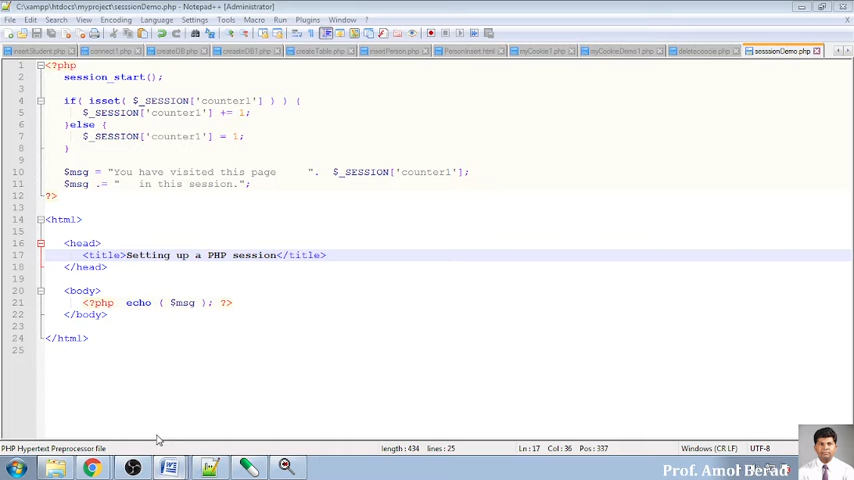 C:\xampp\htdocs\myproject\sesssionDemo.php - Notepad++ [Administrator]
File Edit Search View Encoding Language Settings Tools Macro Run Plugins Window ?
insertStudent.php connect1.php createDB.php createDB1.php createTable.php insertPerson.php PersonInsert.html myCookie1.php myCookieDemo1.php deletecoocie.php sesssionDemo.php
1 <?php
2 session_start();
3
4 if( isset( $_SESSION['counter1'] ) ) {
5 $_SESSION['counter1'] += 1;
6 }else {
7 $_SESSION['counter1'] = 1;
8 }
9
10 $msg = "You have visited this page ". $_SESSION['counter1'];
11 $msg .= " in this session.";
12 ?>
13
14 <html>
15
16 <head>
17 <title>Setting up a PHP session</title>
18 </head>
19
20 <body>
21 <?php echo ( $msg ); ?>
22 </body>
23
24 </html>
25
PHP Hypertext Preprocessor file length: 434 lines: 25 Ln: 17 Col: 36 Pos: 337 Windows (CR LF) UTF-8
Prof. Amol Berad